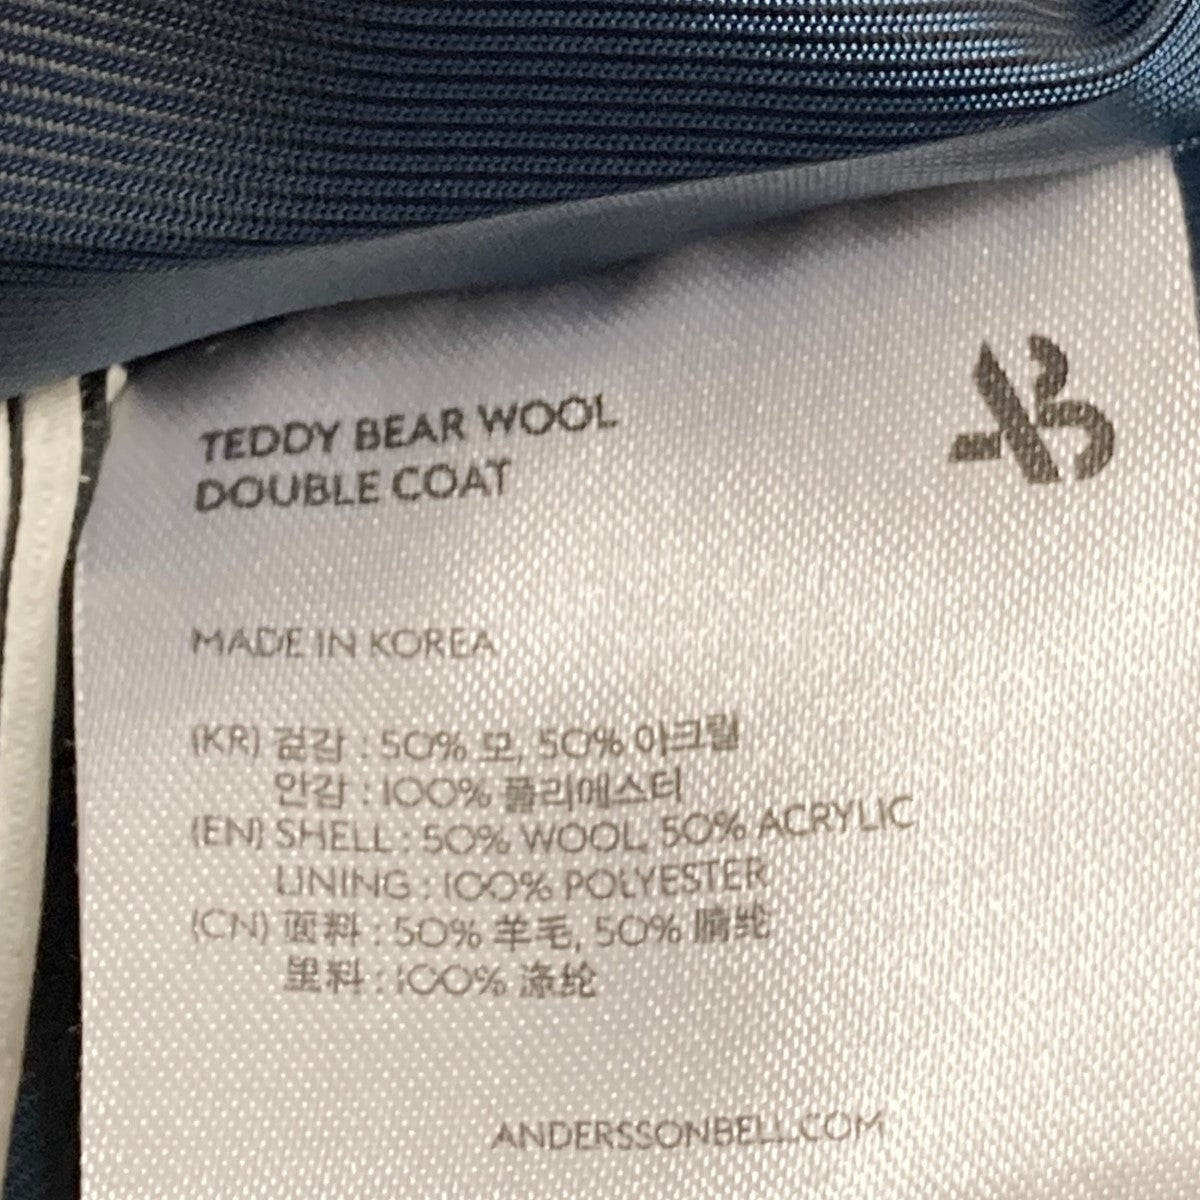 TEDDY BEAR WOOL
DOUBLE COAT
MADE IN KOREA
(KR) 겉감 : 50% 모, 50% 아크릴
안감 : 100% 폴리에스터
(EN) SHELL : 50% WOOL, 50% ACRYLIC
LINING : 100% POLYESTER
(CN) 面料 : 50% 羊毛, 50% 腈纶
里料 : 100% 涤纶
ANDERSSONBELL.COM